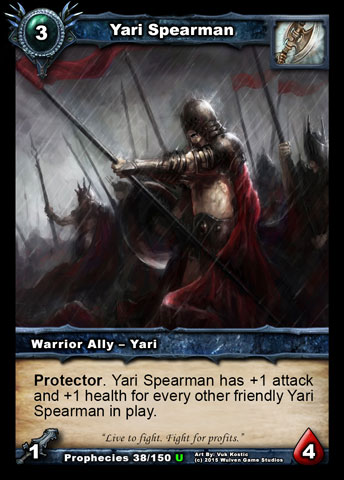 3
Yari Spearman
Warrior Ally – Yari
Protector. Yari Spearman has +1 attack
and +1 health for every other friendly Yari
Spearman in play.
"Live to fight. Fight for profits."
1
Prophecies 38/150 U
Art By: Vuk Kostic
(c) 2015 Wulven Game Studios
4